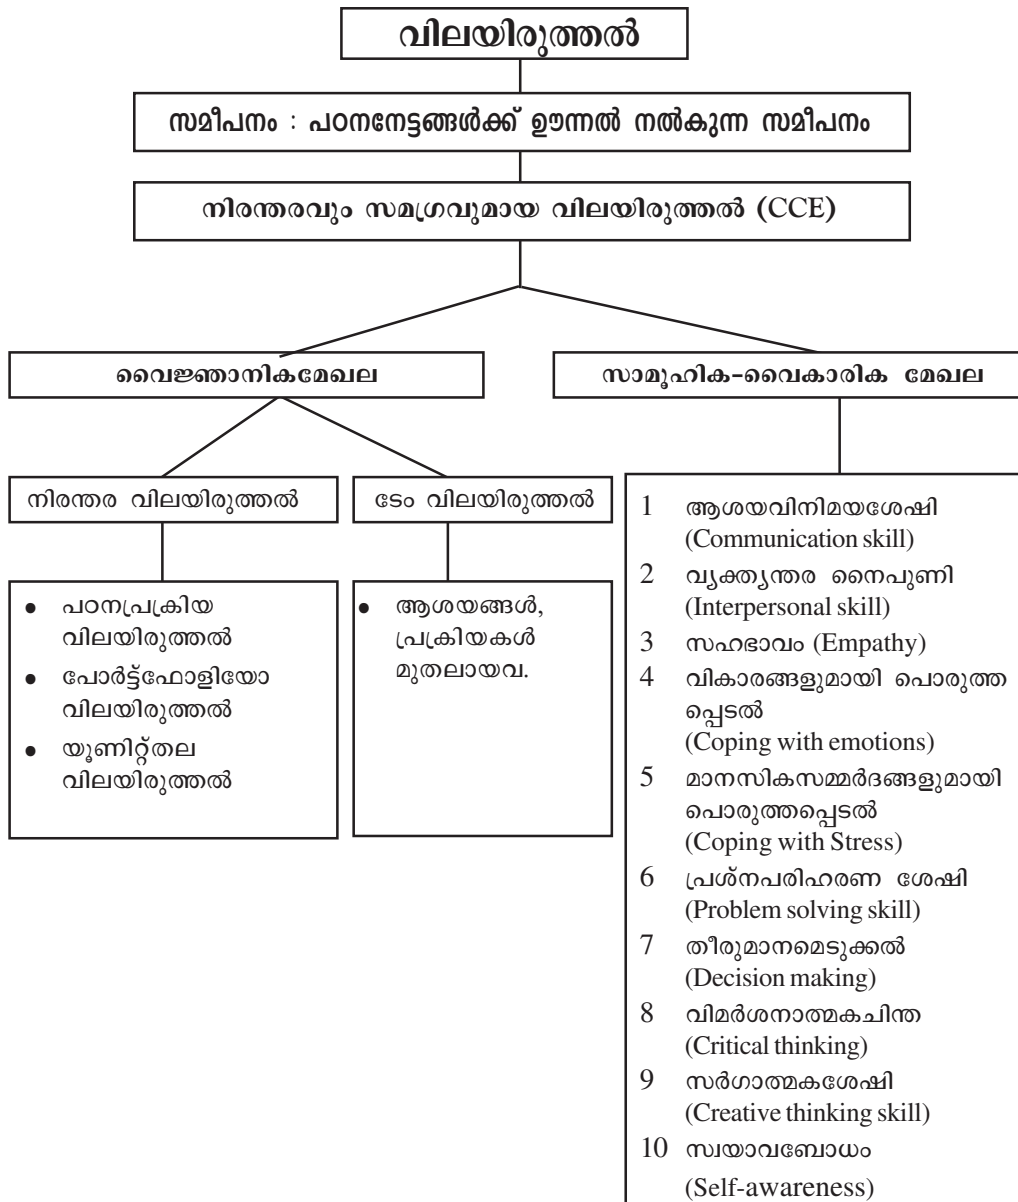 വിലയിരുത്തൽ
സമീപനം : പഠനനേട്ടങ്ങൾക്ക് ഊന്നൽ നൽകുന്ന സമീപനം
നിരന്തരവും സമഗ്രവുമായ വിലയിരുത്തൽ (CCE)
വൈജ്ഞാനികമേഖല
സാമൂഹിക-വൈകാരിക മേഖല
നിരന്തര വിലയിരുത്തൽ
ടേം വിലയിരുത്തൽ
● പഠനപ്രക്രിയ
വിലയിരുത്തൽ
● പോർട്ട്ഫോളിയോ
വിലയിരുത്തൽ
● യൂണിറ്റ്തല
വിലയിരുത്തൽ
● ആശയങ്ങൾ,
പ്രക്രിയകൾ
മുതലായവ.
1 ആശയവിനിമയശേഷി
(Communication skill)
2 വ്യക്ത്യന്തര നൈപുണി
(Interpersonal skill)
3 സഹഭാവം (Empathy)
4 വികാരങ്ങളുമായി പൊരുത്ത
പ്പെടൽ
(Coping with emotions)
5 മാനസികസമ്മർദങ്ങളുമായി
പൊരുത്തപ്പെടൽ
(Coping with Stress)
6 പ്രശ്നപരിഹരണ ശേഷി
(Problem solving skill)
7 തീരുമാനമെടുക്കൽ
(Decision making)
8 വിമർശനാത്മകചിന്ത
(Critical thinking)
9 സർഗാത്മകശേഷി
(Creative thinking skill)
10 സ്വയാവബോധം
(Self-awareness)